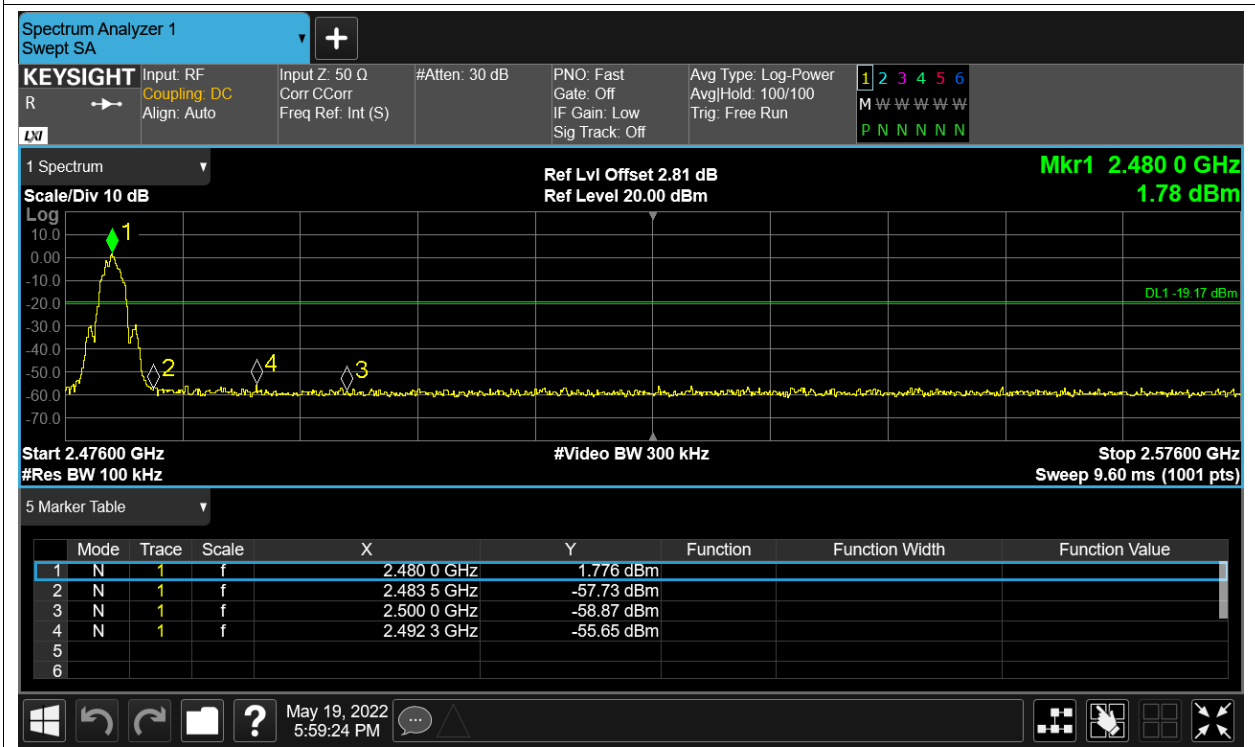 Spectrum Analyzer 1
Swept SA
+
KEYSIGHT Input: RF Input Z: 50 Ω #Atten: 30 dB PNO: Fast Avg Type: Log-Power 1 2 3 4 5 6
R Coupling: DC Corr CCorr Gate: Off Avg|Hold: 100/100 M W W W W W
Align: Auto Freq Ref: Int (S) IF Gain: Low Trig: Free Run
LXI Sig Track: Off P N N N N N
1 Spectrum Ref Lvl Offset 2.81 dB Mkr1 2.480 0 GHz
Scale/Div 10 dB Ref Level 20.00 dBm 1.78 dBm
Log
10.0 1
0.00
-10.0
DL1 -19.17 dBm
-20.0
-30.0
-40.0
-50.0 2 4 3
-60.0
-70.0
Start 2.47600 GHz #Video BW 300 kHz Stop 2.57600 GHz
#Res BW 100 kHz Sweep 9.60 ms (1001 pts)
5 Marker Table
Mode Trace Scale X Y Function Function Width Function Value
1 N 1 f 2.480 0 GHz 1.776 dBm
2 N 1 f 2.483 5 GHz -57.73 dBm
3 N 1 f 2.500 0 GHz -58.87 dBm
4 N 1 f 2.492 3 GHz -55.65 dBm
5
6
? May 19, 2022
5:59:24 PM